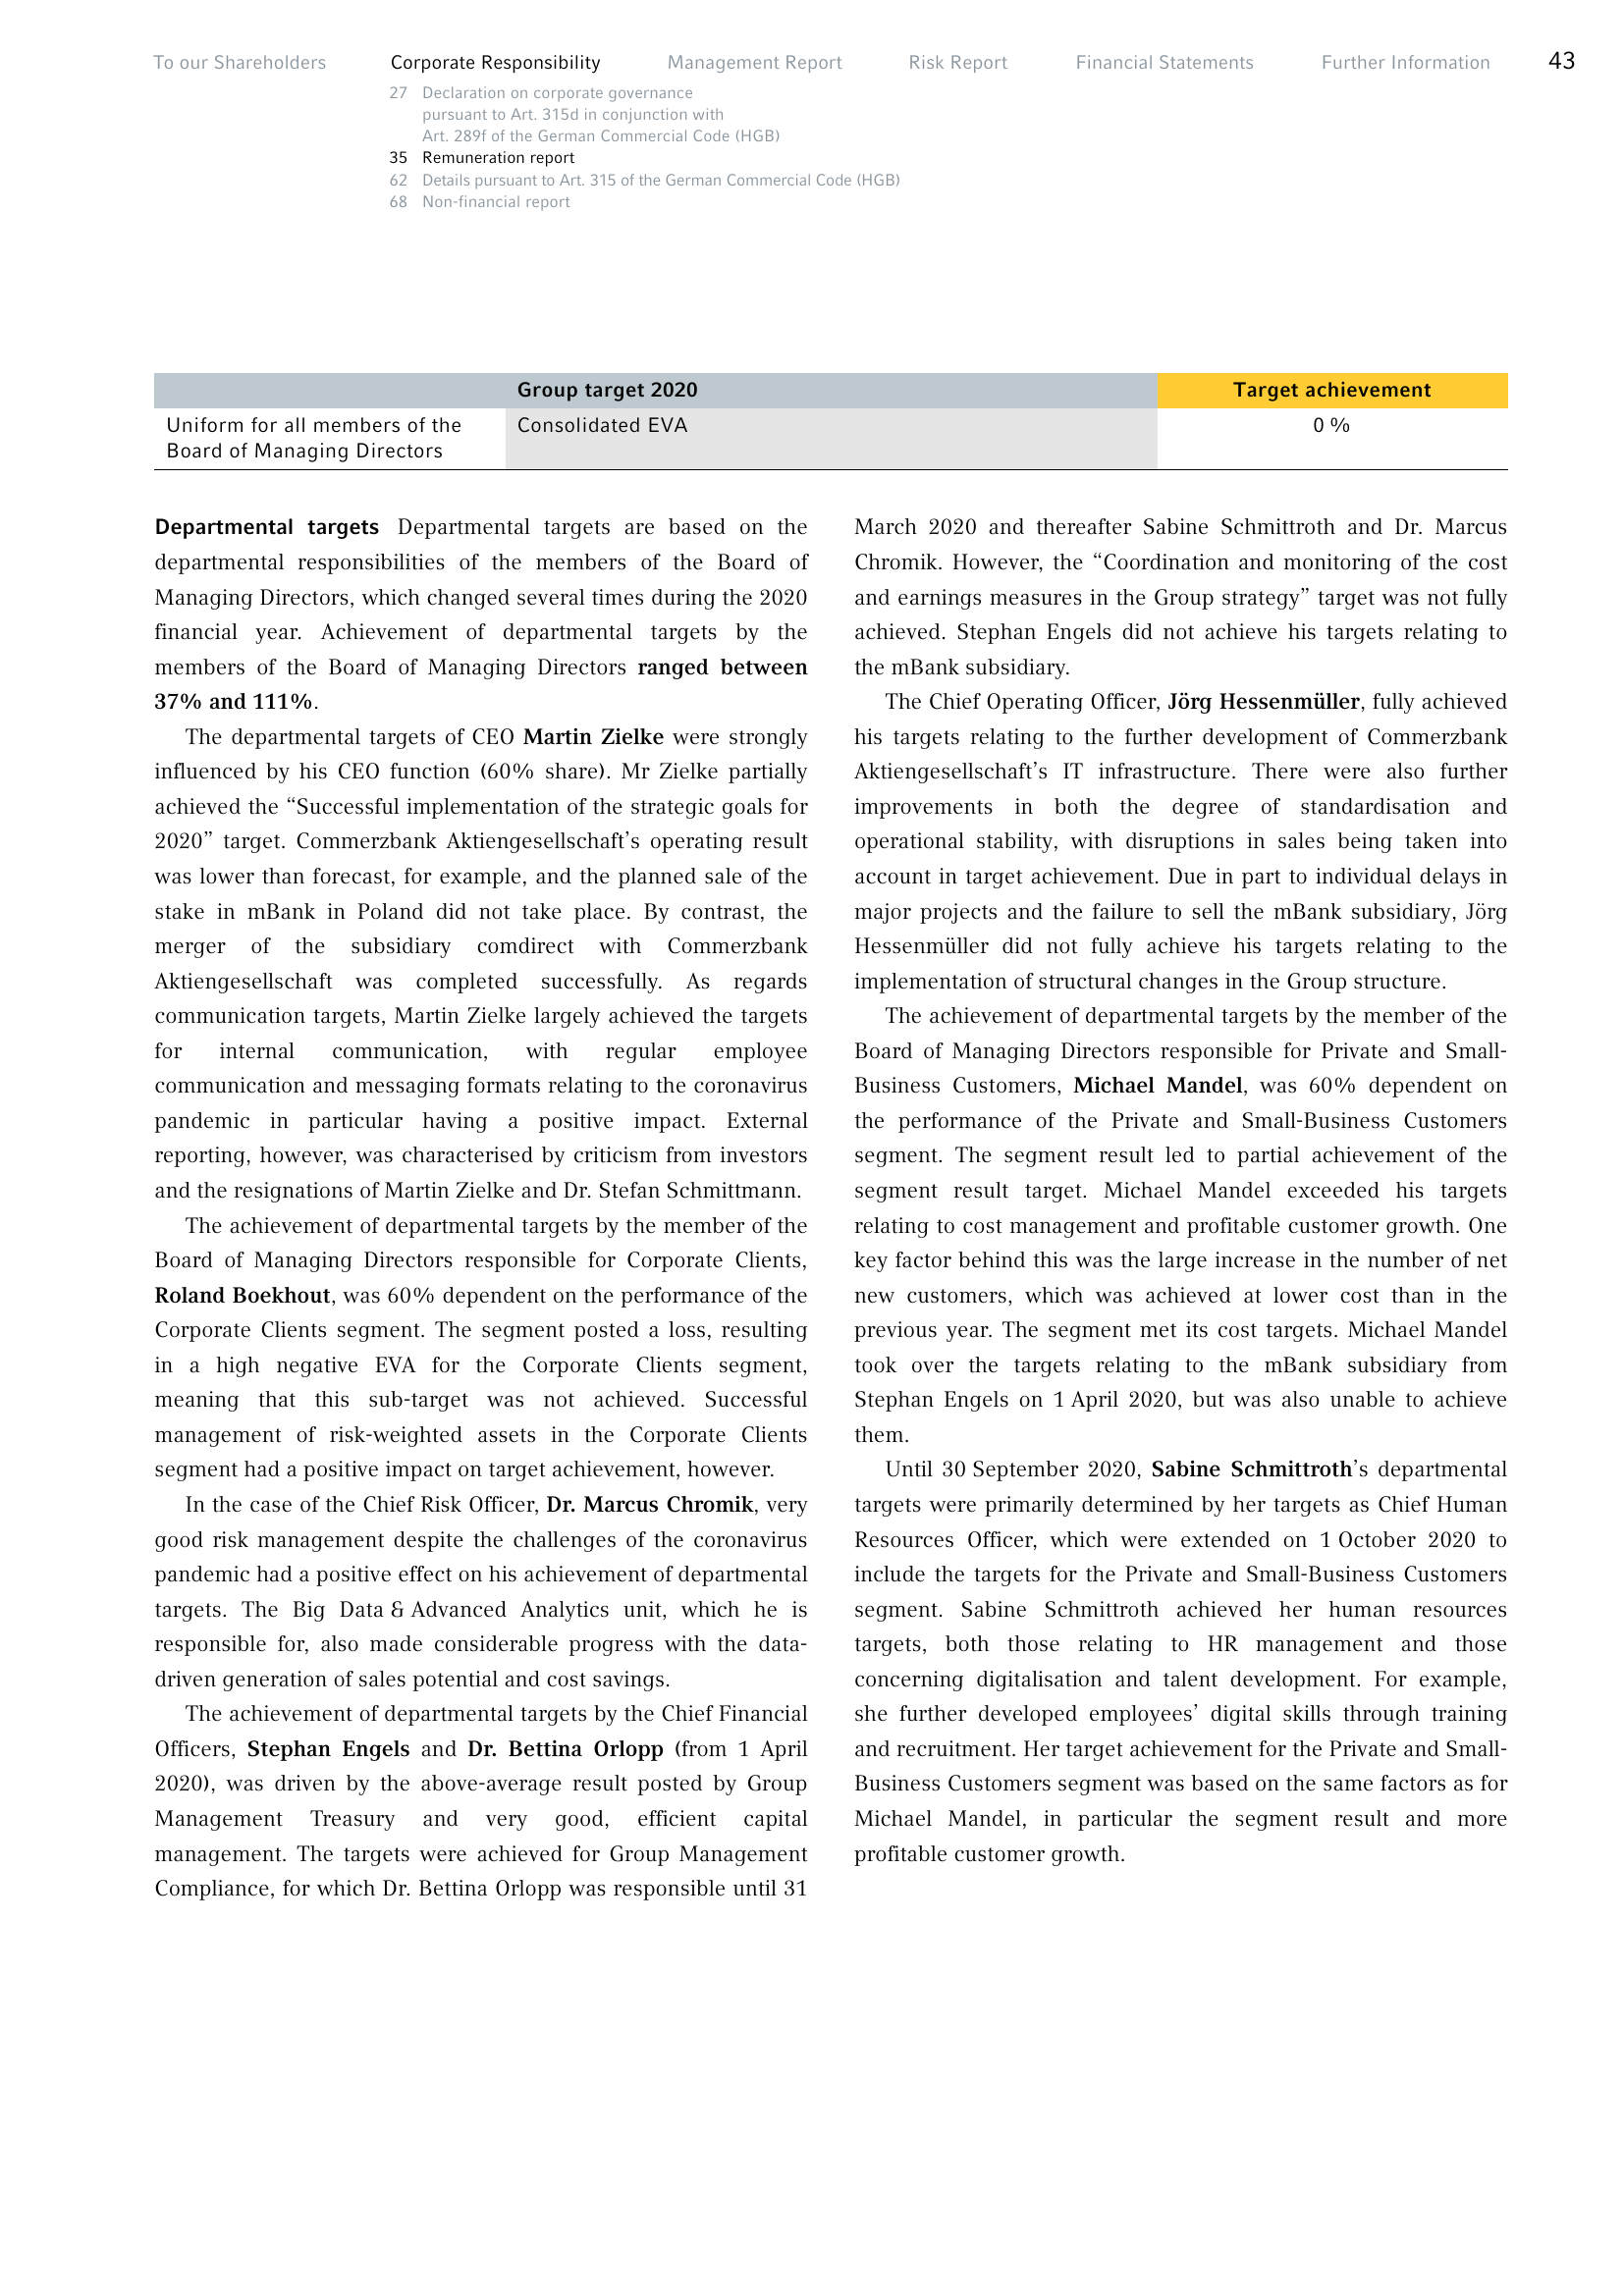 To our Shareholders Corporate Responsibility Management Report Risk Report Financial Statements Further Information 43
27 Declaration on corporate governance
pursuant to Art. 315d in conjunction with
Art. 289f of the German Commercial Code (HGB)
35 Remuneration report
62 Details pursuant to Art. 315 of the German Commercial Code (HGB)
68 Non-financial report
Group target 2020 Target achievement
Uniform for all members of the Consolidated EVA 0 %
Board of Managing Directors
Departmental targets Departmental targets are based on the
departmental responsibilities of the members of the Board of
Managing Directors, which changed several times during the 2020
financial year. Achievement of departmental targets by the
members of the Board of Managing Directors ranged between
37% and 111%.
The departmental targets of CEO Martin Zielke were strongly
influenced by his CEO function (60% share). Mr Zielke partially
achieved the “Successful implementation of the strategic goals for
2020” target. Commerzbank Aktiengesellschaft’s operating result
was lower than forecast, for example, and the planned sale of the
stake in mBank in Poland did not take place. By contrast, the
merger of the subsidiary comdirect with Commerzbank
Aktiengesellschaft was completed successfully. As regards
communication targets, Martin Zielke largely achieved the targets
for internal communication, with regular employee
communication and messaging formats relating to the coronavirus
pandemic in particular having a positive impact. External
reporting, however, was characterised by criticism from investors
and the resignations of Martin Zielke and Dr. Stefan Schmittmann.
The achievement of departmental targets by the member of the
Board of Managing Directors responsible for Corporate Clients,
Roland Boekhout, was 60% dependent on the performance of the
Corporate Clients segment. The segment posted a loss, resulting
in a high negative EVA for the Corporate Clients segment,
meaning that this sub-target was not achieved. Successful
management of risk-weighted assets in the Corporate Clients
segment had a positive impact on target achievement, however.
In the case of the Chief Risk Officer, Dr. Marcus Chromik, very
good risk management despite the challenges of the coronavirus
pandemic had a positive effect on his achievement of departmental
targets. The Big Data & Advanced Analytics unit, which he is
responsible for, also made considerable progress with the data-
driven generation of sales potential and cost savings.
The achievement of departmental targets by the Chief Financial
Officers, Stephan Engels and Dr. Bettina Orlopp (from 1 April
2020), was driven by the above-average result posted by Group
Management Treasury and very good, efficient capital
management. The targets were achieved for Group Management
Compliance, for which Dr. Bettina Orlopp was responsible until 31
March 2020 and thereafter Sabine Schmittroth and Dr. Marcus
Chromik. However, the “Coordination and monitoring of the cost
and earnings measures in the Group strategy” target was not fully
achieved. Stephan Engels did not achieve his targets relating to
the mBank subsidiary.
The Chief Operating Officer, Jörg Hessenmüller, fully achieved
his targets relating to the further development of Commerzbank
Aktiengesellschaft’s IT infrastructure. There were also further
improvements in both the degree of standardisation and
operational stability, with disruptions in sales being taken into
account in target achievement. Due in part to individual delays in
major projects and the failure to sell the mBank subsidiary, Jörg
Hessenmüller did not fully achieve his targets relating to the
implementation of structural changes in the Group structure.
The achievement of departmental targets by the member of the
Board of Managing Directors responsible for Private and Small-
Business Customers, Michael Mandel, was 60% dependent on
the performance of the Private and Small-Business Customers
segment. The segment result led to partial achievement of the
segment result target. Michael Mandel exceeded his targets
relating to cost management and profitable customer growth. One
key factor behind this was the large increase in the number of net
new customers, which was achieved at lower cost than in the
previous year. The segment met its cost targets. Michael Mandel
took over the targets relating to the mBank subsidiary from
Stephan Engels on 1 April 2020, but was also unable to achieve
them.
Until 30 September 2020, Sabine Schmittroth’s departmental
targets were primarily determined by her targets as Chief Human
Resources Officer, which were extended on 1 October 2020 to
include the targets for the Private and Small-Business Customers
segment. Sabine Schmittroth achieved her human resources
targets, both those relating to HR management and those
concerning digitalisation and talent development. For example,
she further developed employees’ digital skills through training
and recruitment. Her target achievement for the Private and Small-
Business Customers segment was based on the same factors as for
Michael Mandel, in particular the segment result and more
profitable customer growth.